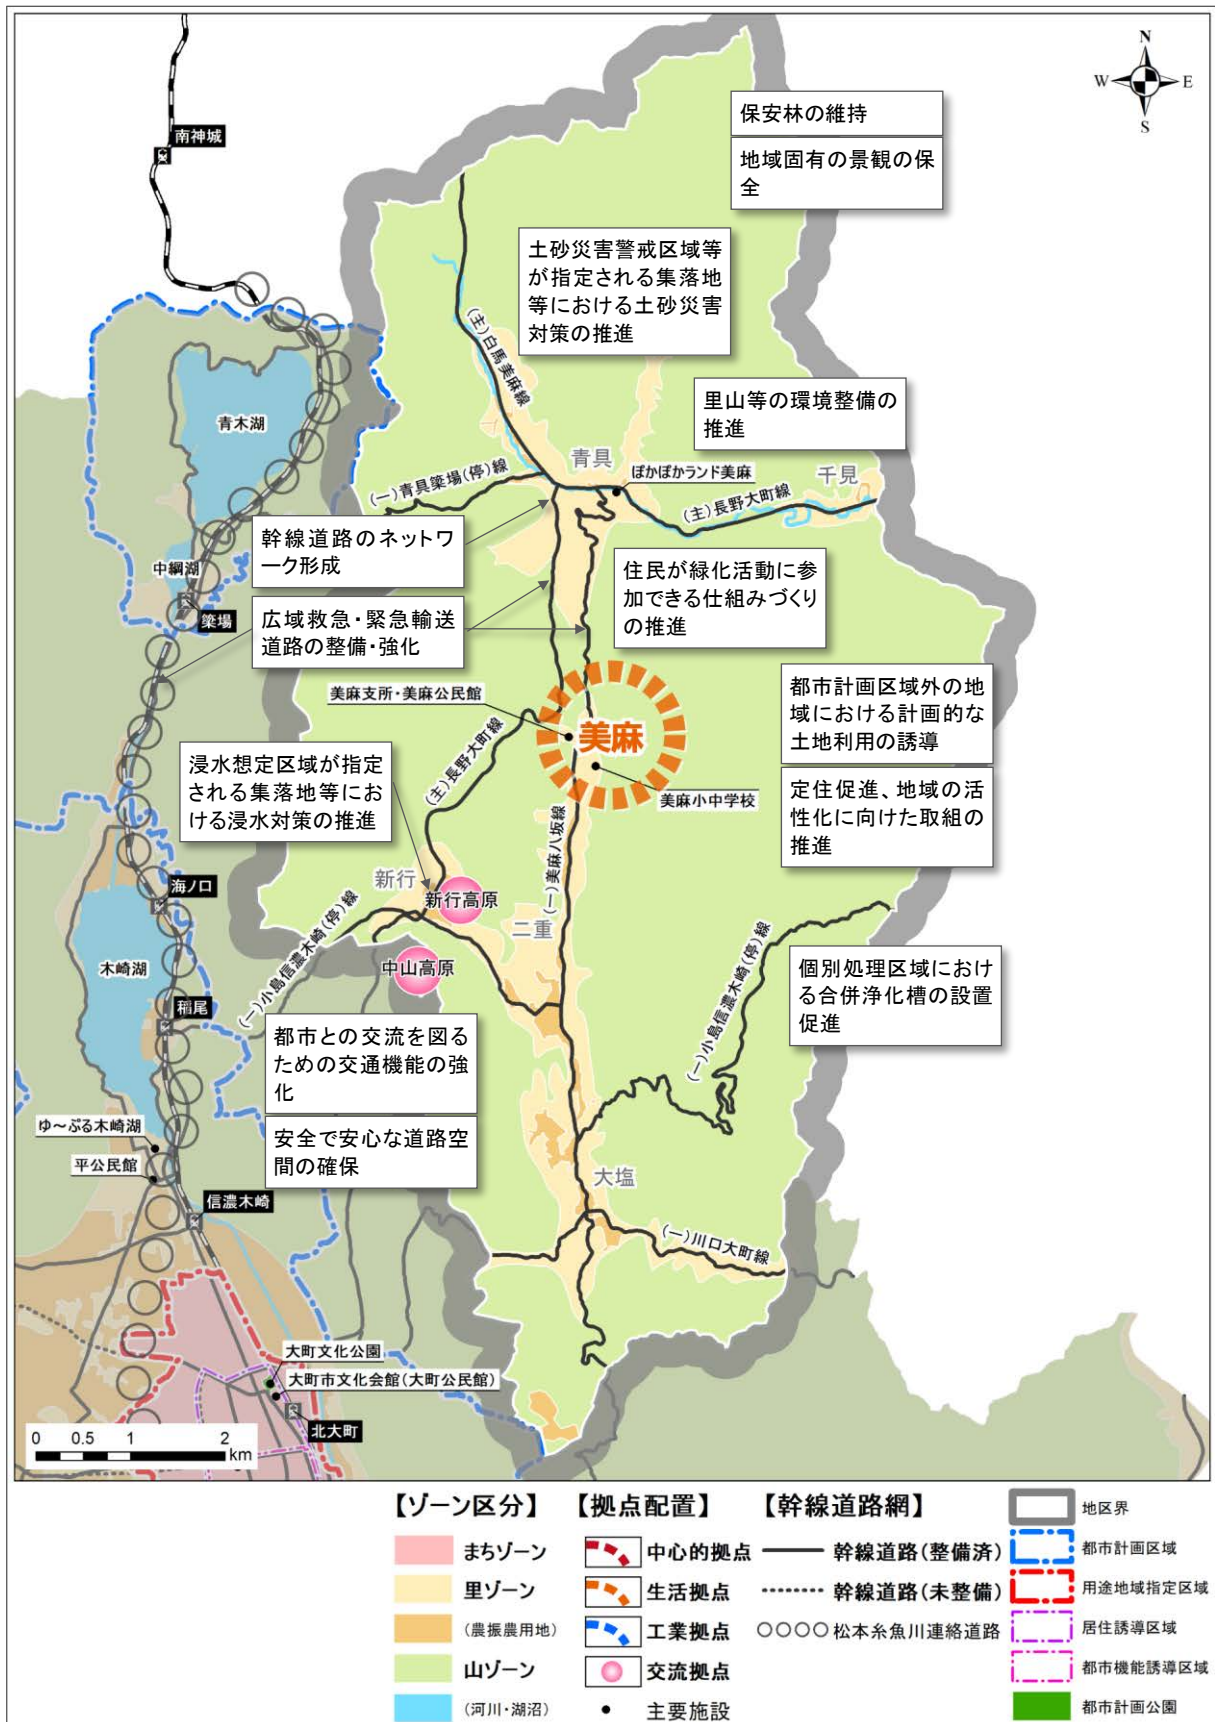 N
W
E
S
南神城
保安林の維持
地域固有の景観の保
全
土砂災害警戒区域等
が指定される集落地
等における土砂災害
対策の推進
(主)白馬美麻線
青木湖
里山等の環境整備の
推進
青具
ぽかぽかランド美麻
千見
(一)青具簗場(停)線
(主)長野大町線
幹線道路のネットワ
ーク形成
中綱湖
簗場
住民が緑化活動に参
加できる仕組みづくり
の推進
広域救急・緊急輸送
道路の整備・強化
美麻支所・美麻公民館
美麻
都市計画区域外の地
域における計画的な
土地利用の誘導
(主)長野大町線
浸水想定区域が指定
される集落地等にお
ける浸水対策の推進
美麻小中学校
定住促進、地域の活
性化に向けた取組の
推進
(一)美麻八坂線
新行
新行高原
海ノ口
二重
(一)小島信濃木崎(停)線
木崎湖
中山高原
(一)小島信濃木崎(停)線
個別処理区域におけ
る合併浄化槽の設置
促進
稲尾
都市との交流を図る
ための交通機能の強
化
ゆ～ぷる木崎湖
平公民館
安全で安心な道路空
間の確保
大塩
信濃木崎
(一)川口大町線
大町文化公園
大町市文化会館(大町公民館)
北大町
0 0.5 1 2
km
【ゾーン区分】
まちゾーン
里ゾーン
(農振農用地)
山ゾーン
(河川・湖沼)
【拠点配置】
中心的拠点
生活拠点
工業拠点
交流拠点
主要施設
【幹線道路網】
幹線道路(整備済)
幹線道路(未整備)
松本糸魚川連絡道路
地区界
都市計画区域
用途地域指定区域
居住誘導区域
都市機能誘導区域
都市計画公園